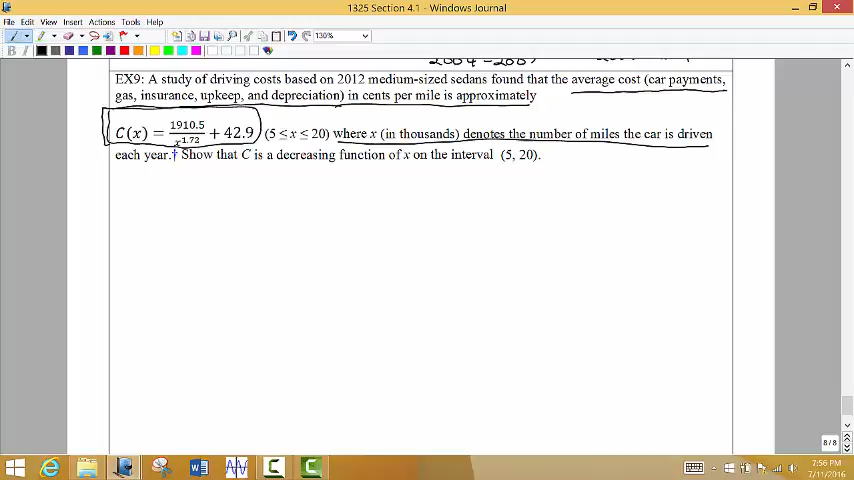 1325 Section 4.1 - Windows Journal
File Edit View Insert Actions Tools Help
130%
B I
EX9: A study of driving costs based on 2012 medium-sized sedans found that the average cost (car payments,
gas, insurance, upkeep, and depreciation) in cents per mile is approximately
C(x) = 1910.5 / x^1.72 + 42.9 (5 ≤ x ≤ 20) where x (in thousands) denotes the number of miles the car is driven
each year.† Show that C is a decreasing function of x on the interval (5, 20).
8/8
7:56 PM
7/11/2016